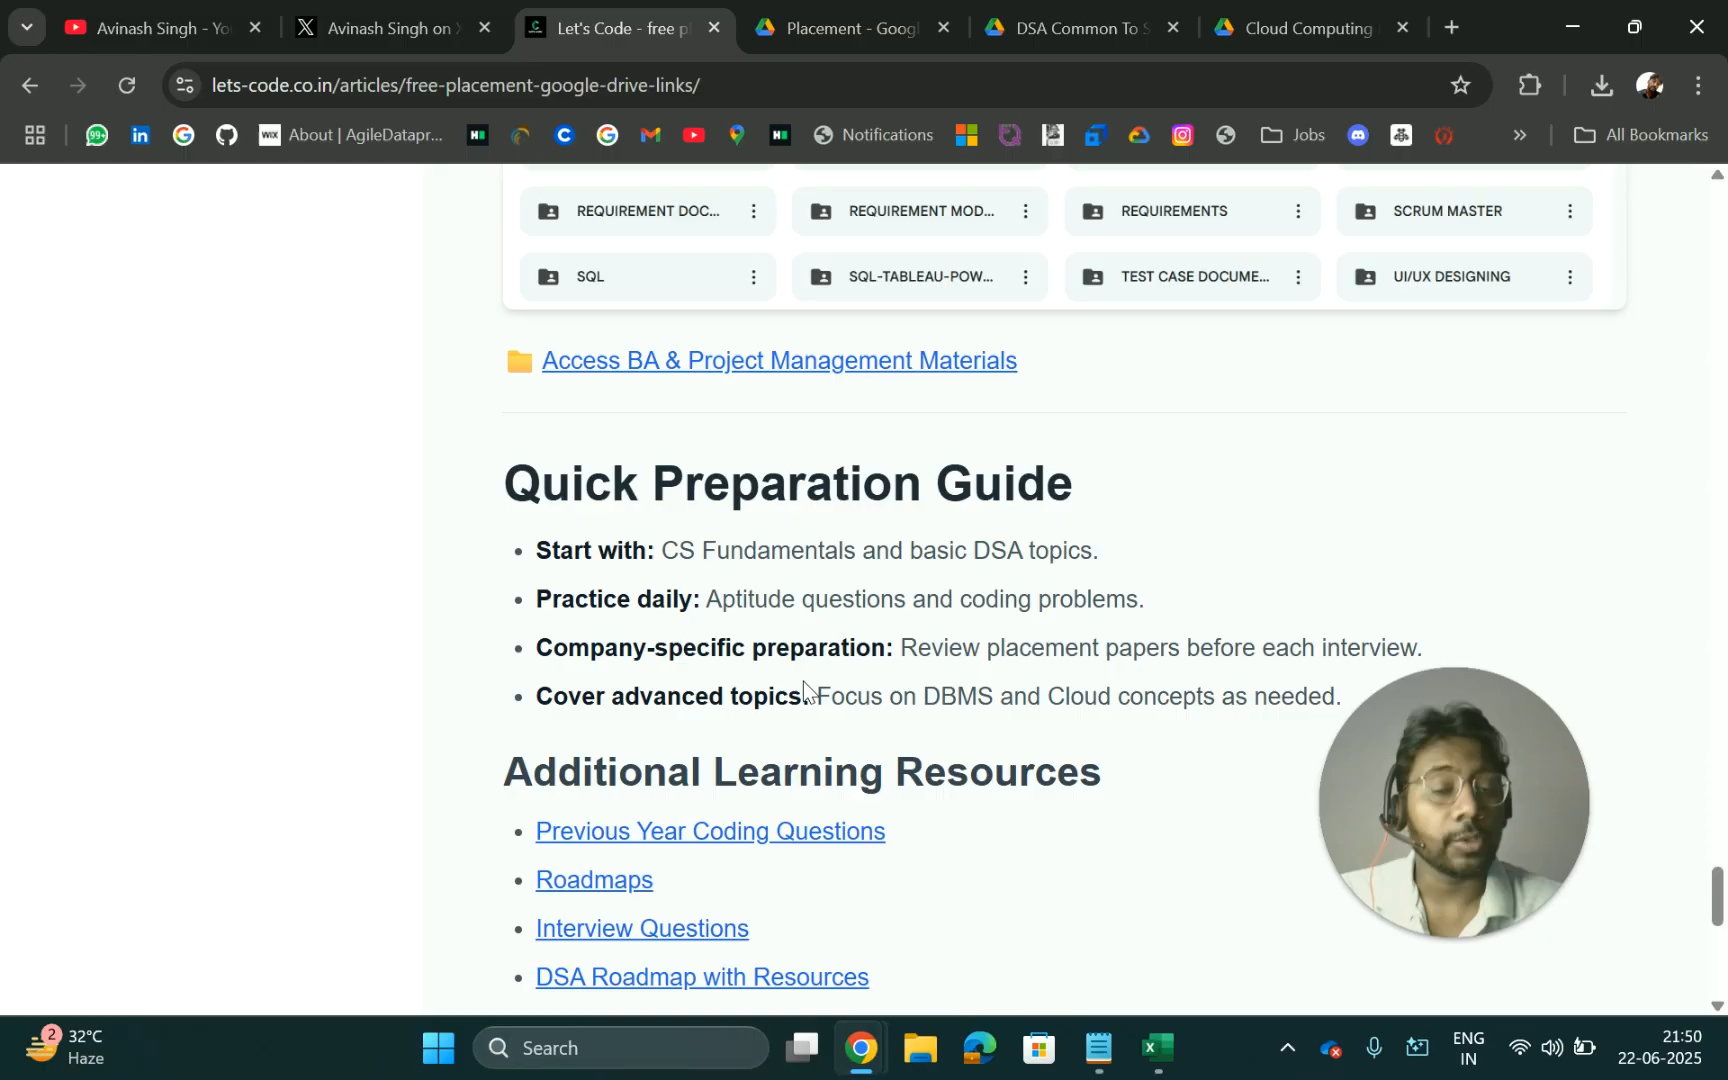 Avinash Singh - Yo
Avinash Singh on
Let's Code - free p
Placement - Googl
DSA Common To S
Cloud Computing
lets-code.co.in/articles/free-placement-google-drive-links/
99+
in
G
WiX
About | AgileDatapr...
Notifications
Jobs
All Bookmarks
REQUIREMENT DOC...
REQUIREMENT MOD...
REQUIREMENTS
SCRUM MASTER
SQL
SQL-TABLEAU-POW...
TEST CASE DOCUME...
UI/UX DESIGNING
Access BA & Project Management Materials
Quick Preparation Guide
• Start with: CS Fundamentals and basic DSA topics.
• Practice daily: Aptitude questions and coding problems.
• Company-specific preparation: Review placement papers before each interview.
• Cover advanced topics: Focus on DBMS and Cloud concepts as needed.
Additional Learning Resources
• Previous Year Coding Questions
• Roadmaps
• Interview Questions
• DSA Roadmap with Resources
2
32°C
Haze
Search
ENG
IN
21:50
22-06-2025